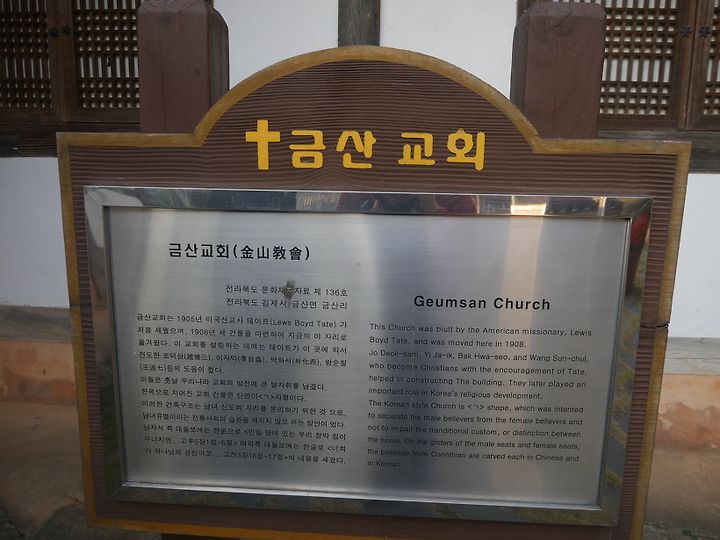 금산 교회
금산교회(金山敎會)
전라북도 문화재 자료 제 136호
전라북도 김제시 금산면 금산리
금산교회는 1905년 미국선교사 테이트(Lews Boyd Tate) 가
처음 세웠으며, 1908년 새 건물을 마련하여 지금의 이 자리로
옮겨왔다. 이 교회를 설립하는 데에는 테이트가 이 곳에 와서
전도한 조덕삼(趙德三), 이자익(李自益), 박화서(朴化西), 왕순칠
(王巡七)등의 도움이 컸다.
이들은 훗날 우리나라 교회의 발전에 큰 발자취를 남겼다.
한옥으로 지어진 교회 건물은 단면이<ㄱ>자형이다.
이러한 건축구조는 남녀 신도의 자리를 분리하기 위한 것 으로,
남녀유별이라는 전통사회의 습관을 해치지 않으 려는 방안이 었다.
남자석 쪽 대들보에는 한문으로 <만일 땅에 있는 우리 장막 집이
무너지면....고후5장1절-6절> 여자석 대들보에는 한글로 <너희
가 하나님의 성전이고.... 고전3장16절-17절>의 내용을 새겼다.
Geumsan Church
This Church was biult by the American missionary, Lewis
Boyd Tate, and was moved here in 1908.
Jo Deok-sam, Yi Ja-ik, Bak Hwa-seo, and Wang Sun-chul,
who become Christians with the encouragement of Tate,
helped in constructing The building. They later played an
important role in Korea's religious development.
The Korean style Church is <ㄱ> shape, which was intented
to separate the male believers from the female believers and
not to impair the tranditional custom, or distinction between
the sexes. On the girders of the male seats and female seats,
the passage from Corinthian are carved each in Chinese and
in Korean.